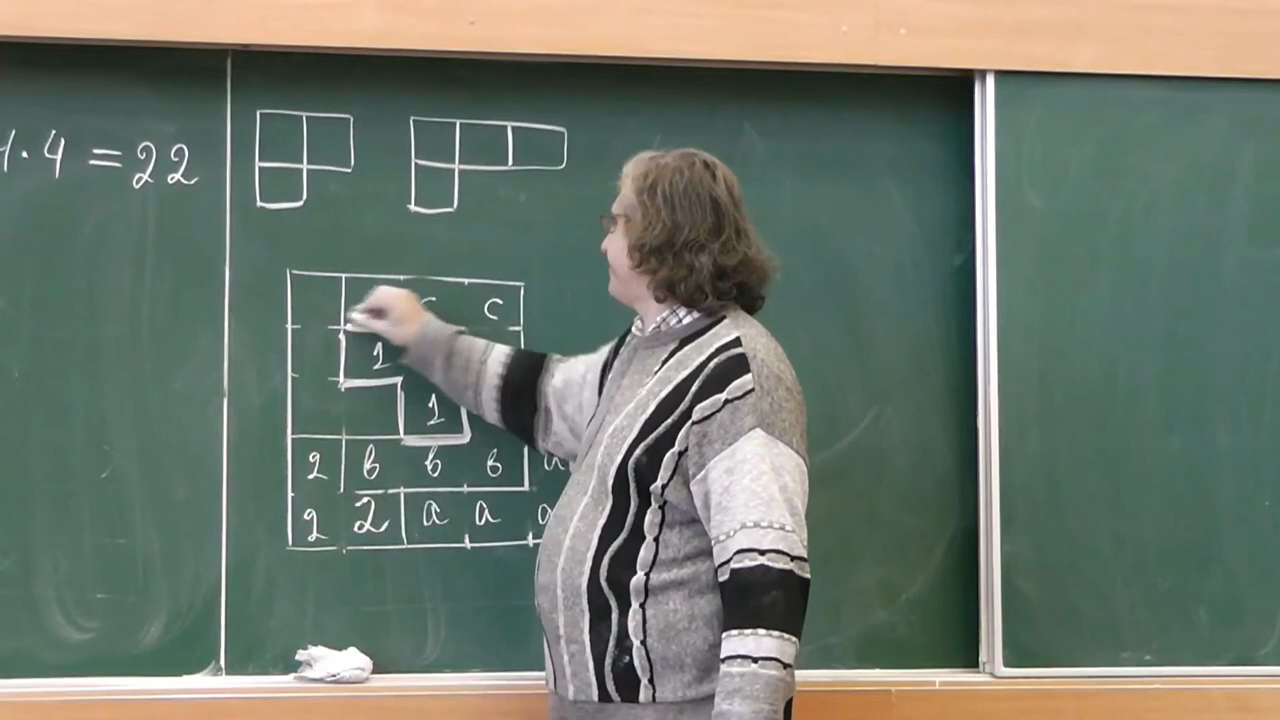 · 4 = 22
c c
1
1
2 в в в a
2 2 a a a